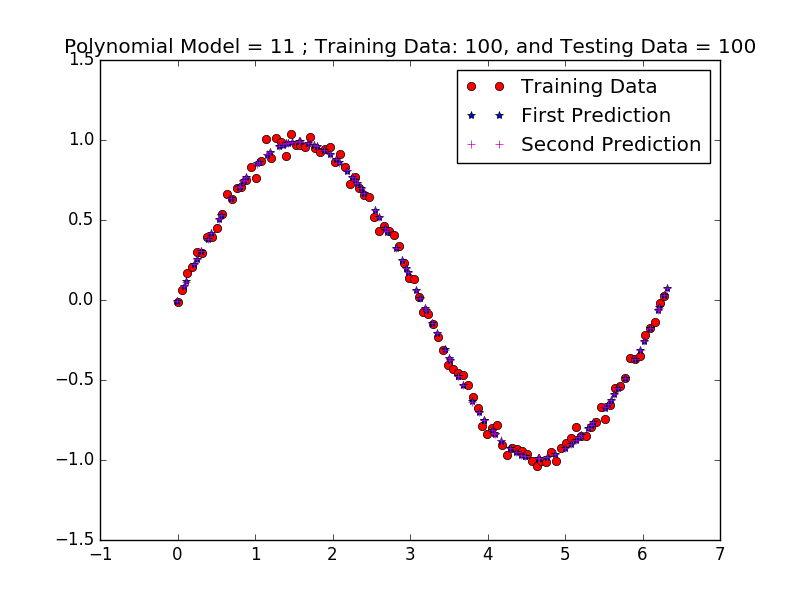 Polynomial Model = 11 ; Training Data: 100, and Testing Data = 100
1.5
Training Data
First Prediction
Second Prediction
1.0
0.5
0.0
−0.5
−1.0
−1.5
−1 0 1 2 3 4 5 6 7